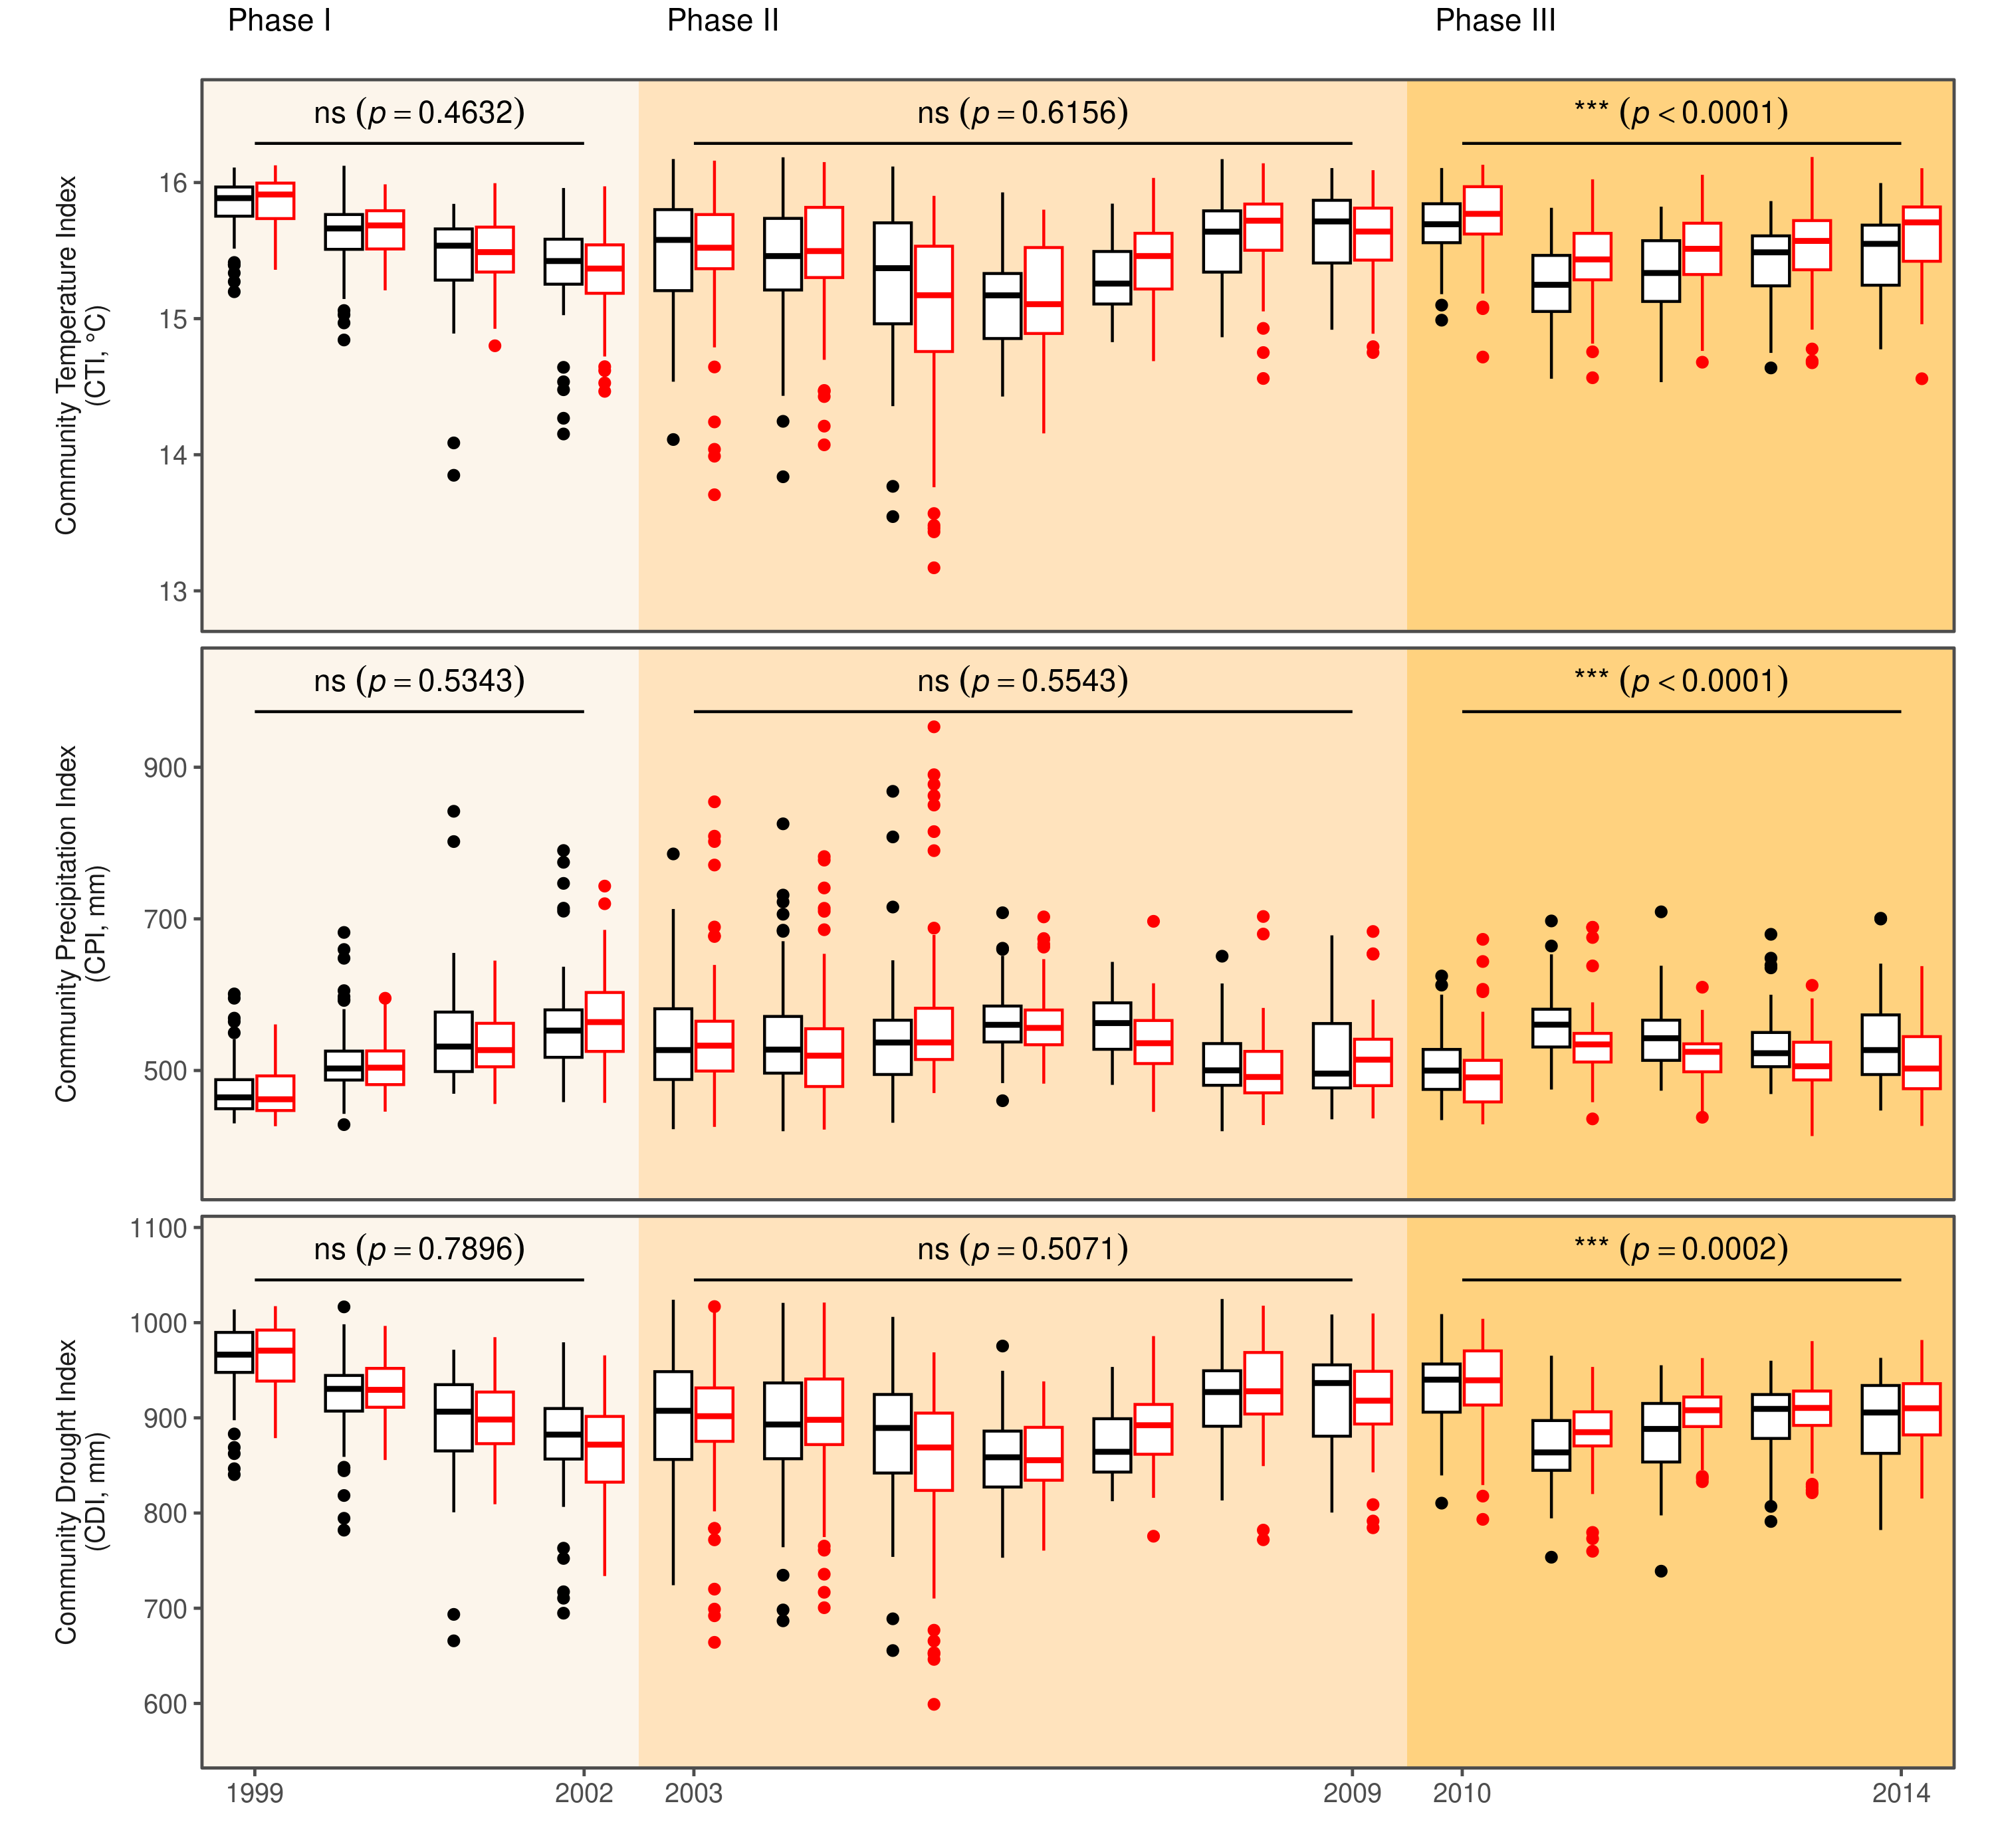 Phase I
Phase II
Phase III
Community Temperature Index
(CTI, °C)
16
15
14
13
ns (p = 0.4632)
ns (p = 0.6156)
*** (p < 0.0001)
Community Precipitation Index
(CPI, mm)
900
700
500
ns (p = 0.5343)
ns (p = 0.5543)
*** (p < 0.0001)
Community Drought Index
(CDI, mm)
1100
1000
900
800
700
600
ns (p = 0.7896)
ns (p = 0.5071)
*** (p = 0.0002)
1999
2002
2003
2009
2010
2014